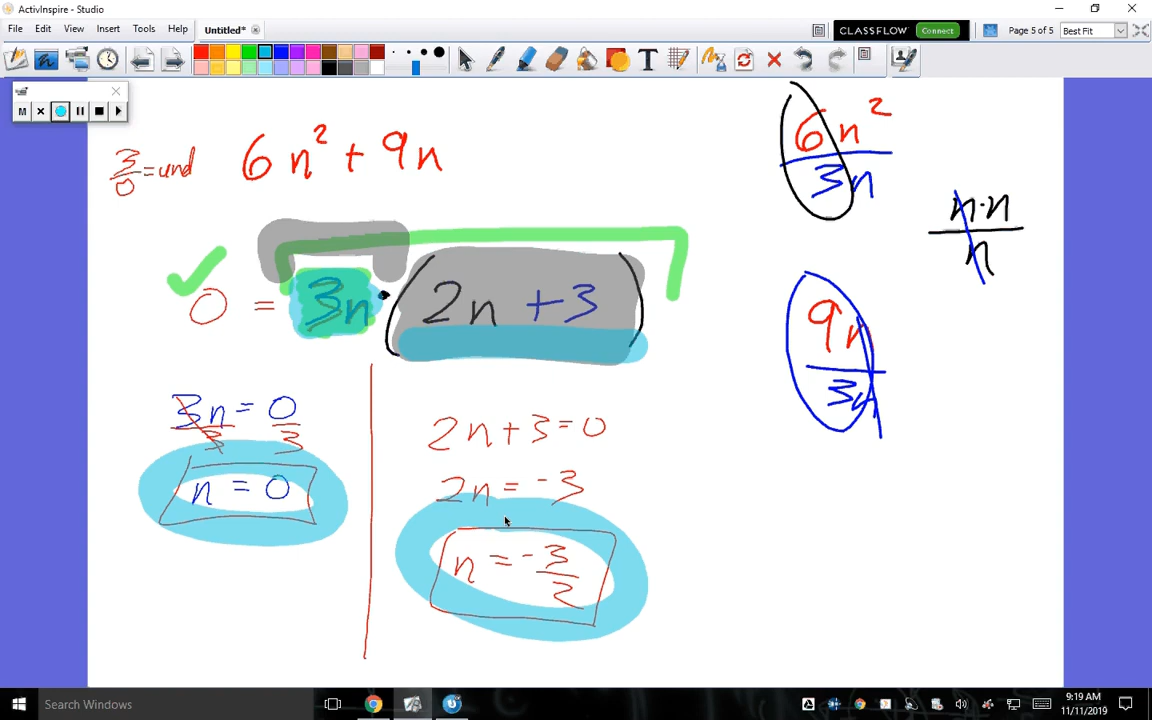 ActivInspire - Studio
File Edit View Insert Tools Help Untitled*
CLASSFLOW Connect Page 5 of 5 Best Fit
M
3/0 = und
6n² + 9n
0 = 3n · (2n + 3)
3n = 0
3 3
n = 0
2n + 3 = 0
2n = -3
n = -3/2
6n²
3n
n·n
n
9n
3n
Search Windows
9:19 AM
11/11/2019